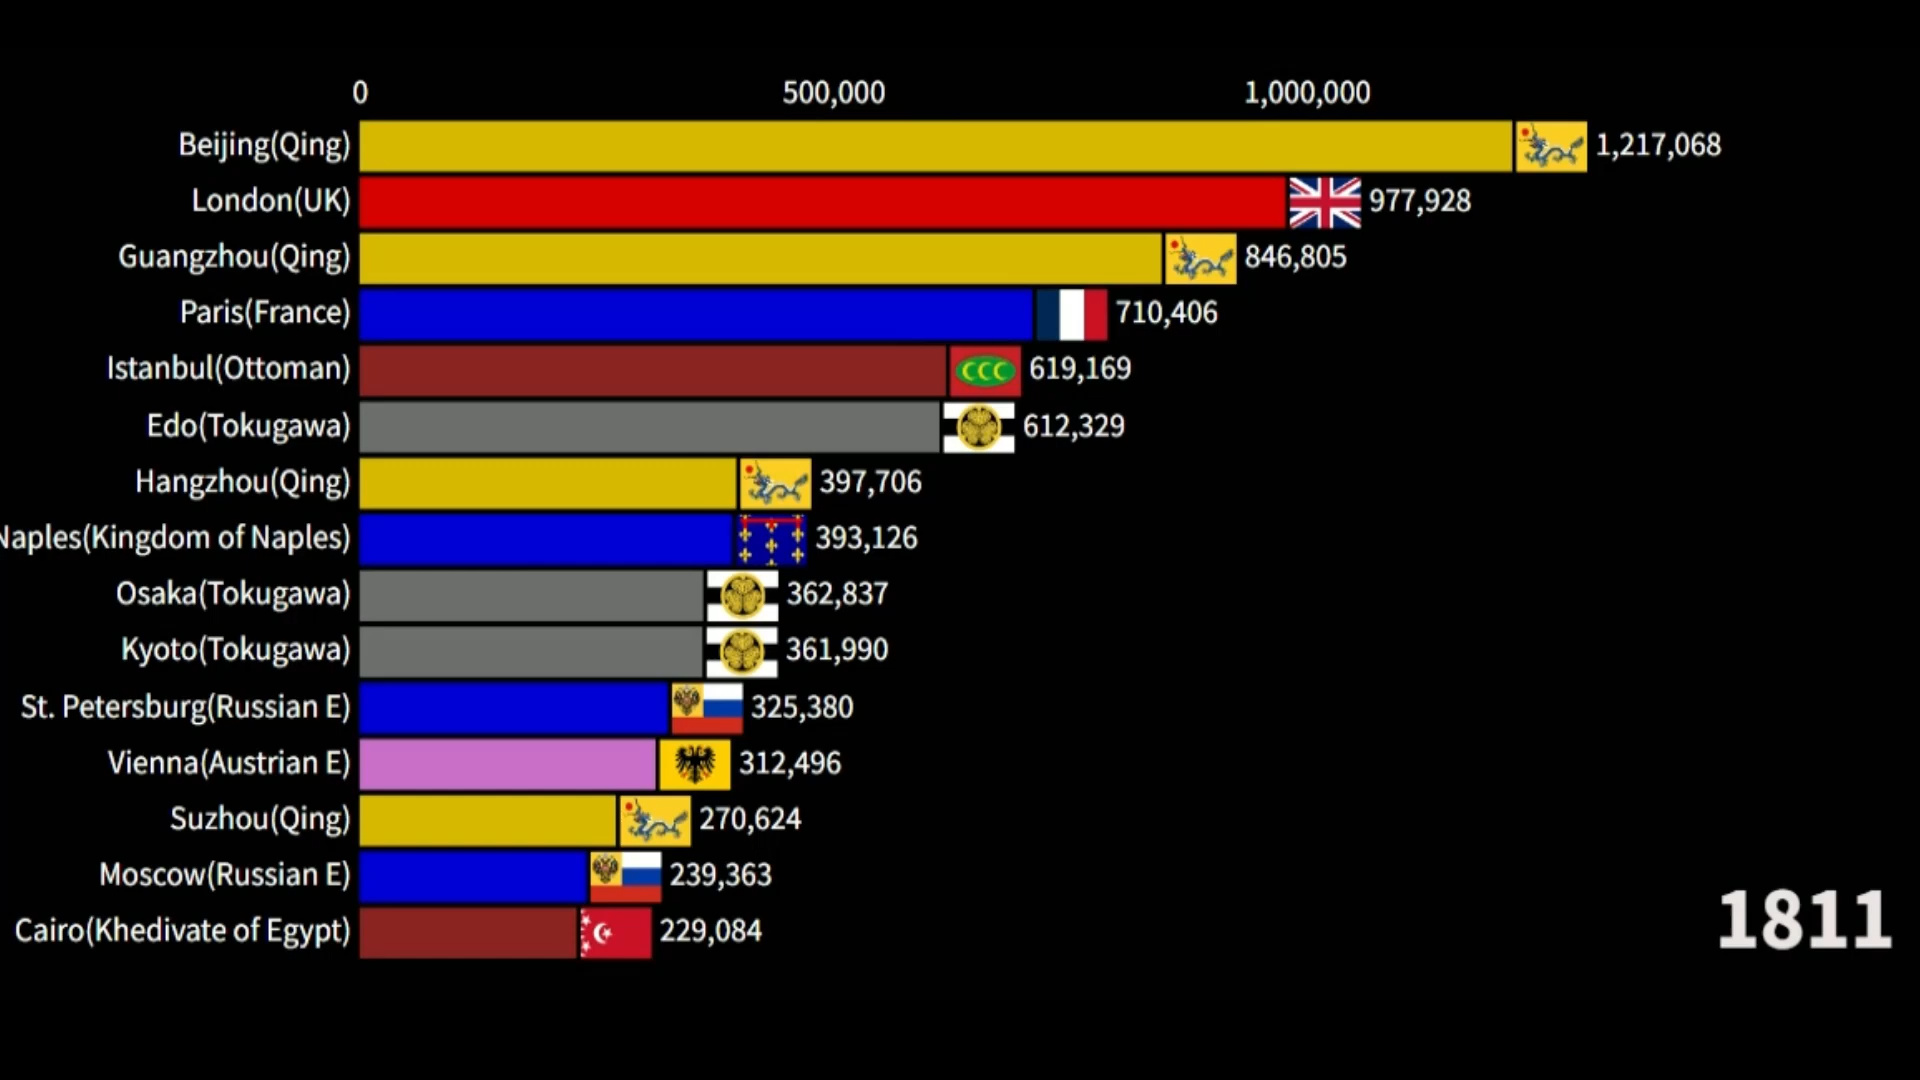 0 500,000 1,000,000
Beijing(Qing) 1,217,068
London(UK) 977,928
Guangzhou(Qing) 846,805
Paris(France) 710,406
Istanbul(Ottoman) CCC 619,169
Edo(Tokugawa) 612,329
Hangzhou(Qing) 397,706
Naples(Kingdom of Naples) 393,126
Osaka(Tokugawa) 362,837
Kyoto(Tokugawa) 361,990
St. Petersburg(Russian E) 325,380
Vienna(Austrian E) 312,496
Suzhou(Qing) 270,624
Moscow(Russian E) 239,363
Cairo(Khedivate of Egypt) 229,084
1811